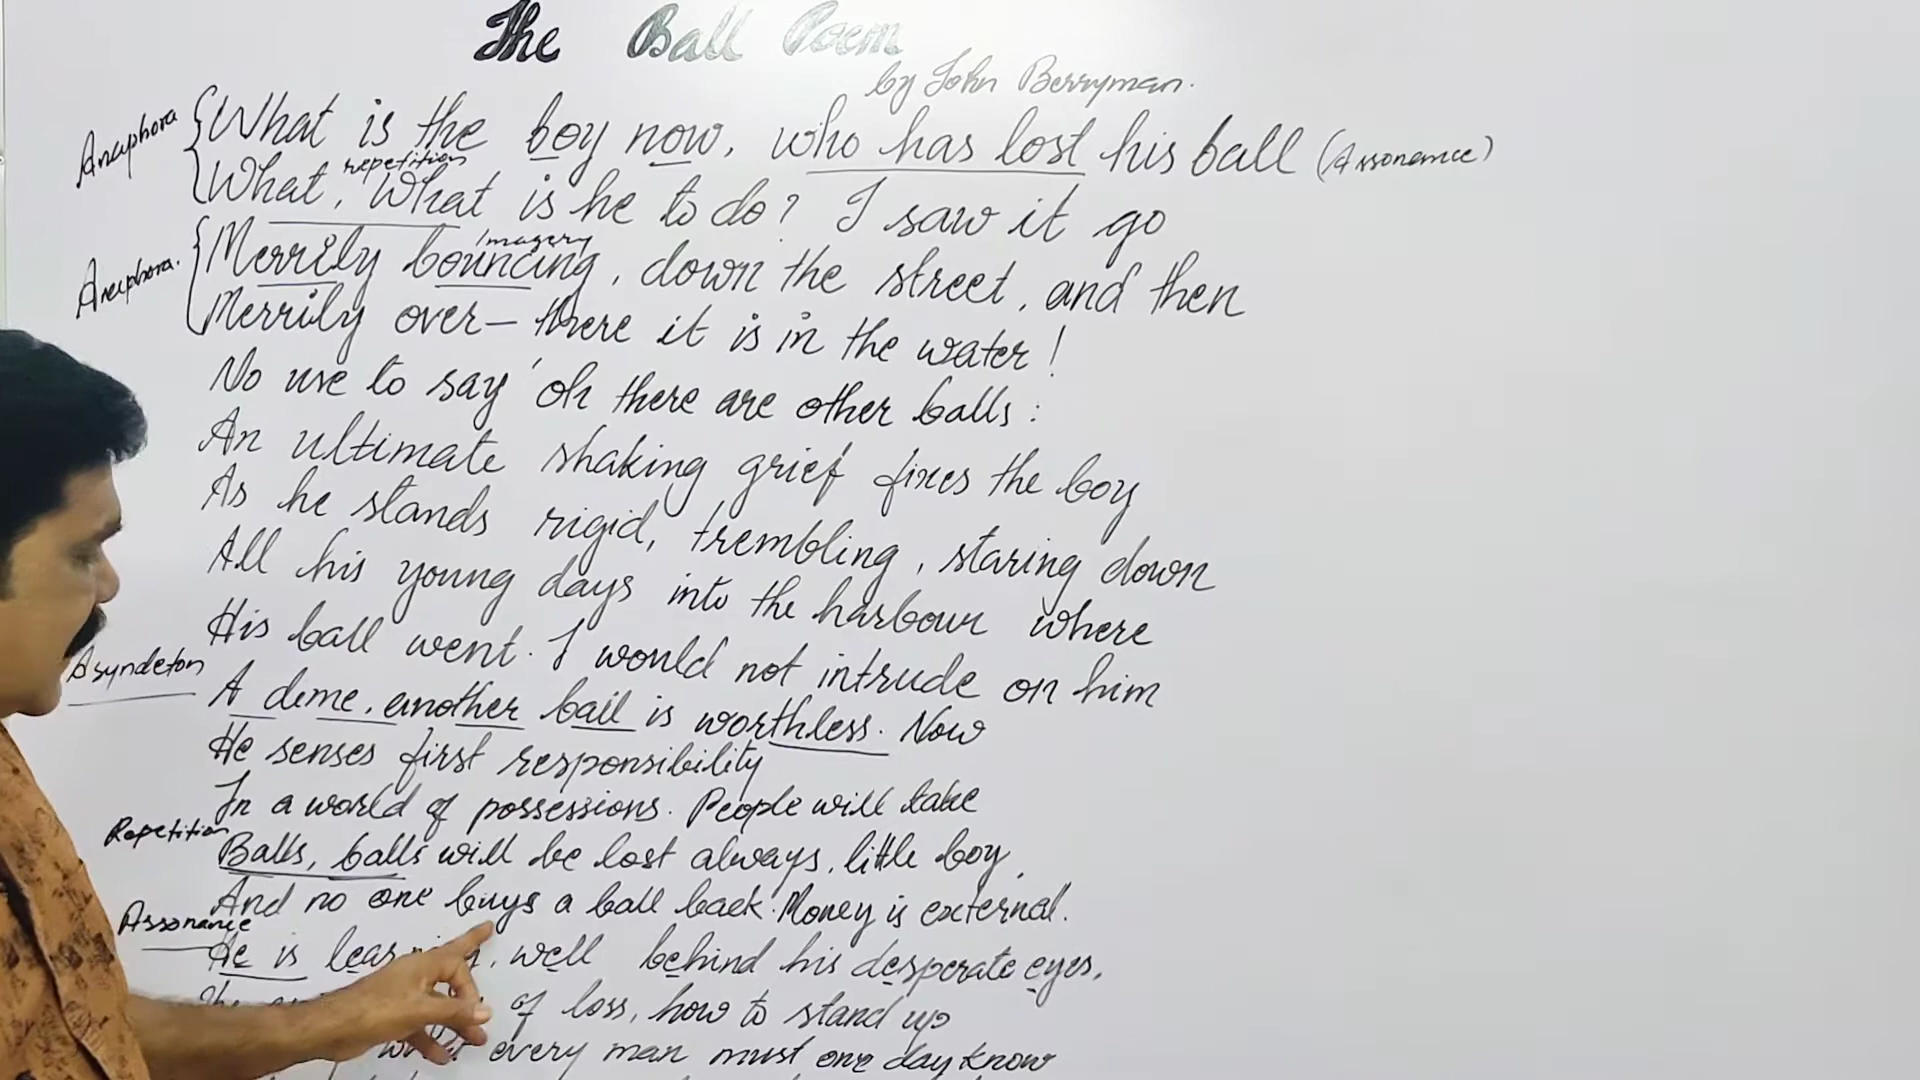 The Ball Poem
by John Berryman.
Anaphora What is the boy now, who has lost his ball (Assonance)
repetition
What, What is he to do? I saw it go
imagery
Anaphora. Merrily bouncing, down the street, and then
Merrily over– there it is in the water!
No use to say 'oh there are other balls:
An ultimate shaking grief fixes the boy
As he stands rigid, trembling, staring down
All his young days into the harbour where
His ball went. I would not intrude on him
Asyndeton
A dime, another ball is worthless. Now
He senses first responsibility
In a world of possessions. People will take
Repetition
Balls, balls will be lost always, little boy,
And no one buys a ball back. Money is external.
Assonance
He is well behind his desperate eyes,
of loss, how to stand up
every man must one day know